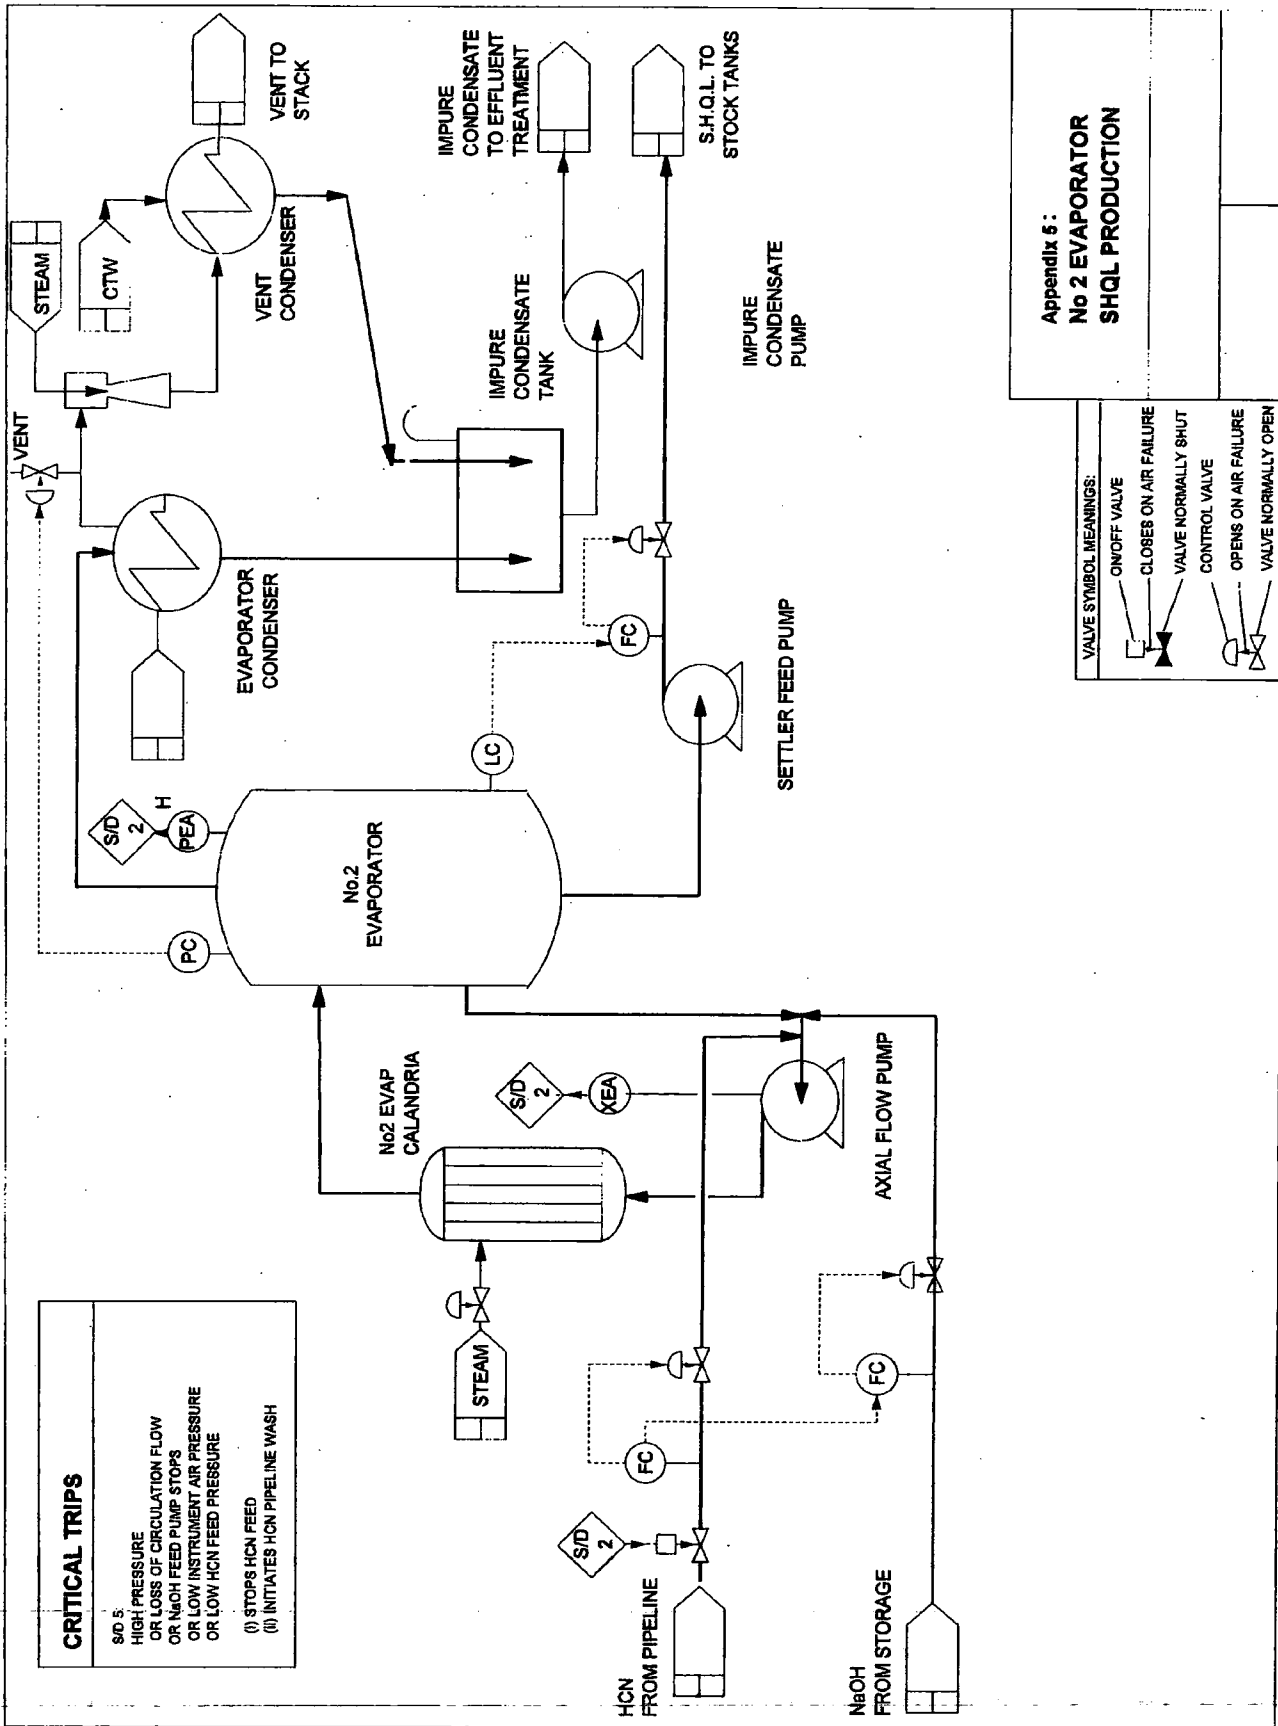 CRITICAL TRIPS
S/D 5:
HIGH PRESSURE
OR LOSS OF CIRCULATION FLOW
OR NaOH FEED PUMP STOPS
OR LOW INSTRUMENT AIR PRESSURE
OR LOW HCN FEED PRESSURE
(i) STOPS HCN FEED
(ii) INITIATES HCN PIPELINE WASH
HCN
FROM PIPELINE
S/D
2
FC
NaOH
FROM STORAGE
FC
STEAM
No2 EVAP
CALANDRIA
S/D
2
XEA
AXIAL FLOW PUMP
PC
S/D
2
H
PEA
No.2
EVAPORATOR
LC
FC
SETTLER FEED PUMP
EVAPORATOR
CONDENSER
VENT
STEAM
CTW
VENT
CONDENSER
VENT TO
STACK
IMPURE
CONDENSATE
TANK
IMPURE
CONDENSATE
PUMP
IMPURE
CONDENSATE
TO EFFLUENT
TREATMENT
S.H.Q.L. TO
STOCK TANKS
VALVE SYMBOL MEANINGS:
ON/OFF VALVE
CLOSES ON AIR FAILURE
VALVE NORMALLY SHUT
CONTROL VALVE
OPENS ON AIR FAILURE
VALVE NORMALLY OPEN
Appendix 5:
No 2 EVAPORATOR
SHQL PRODUCTION